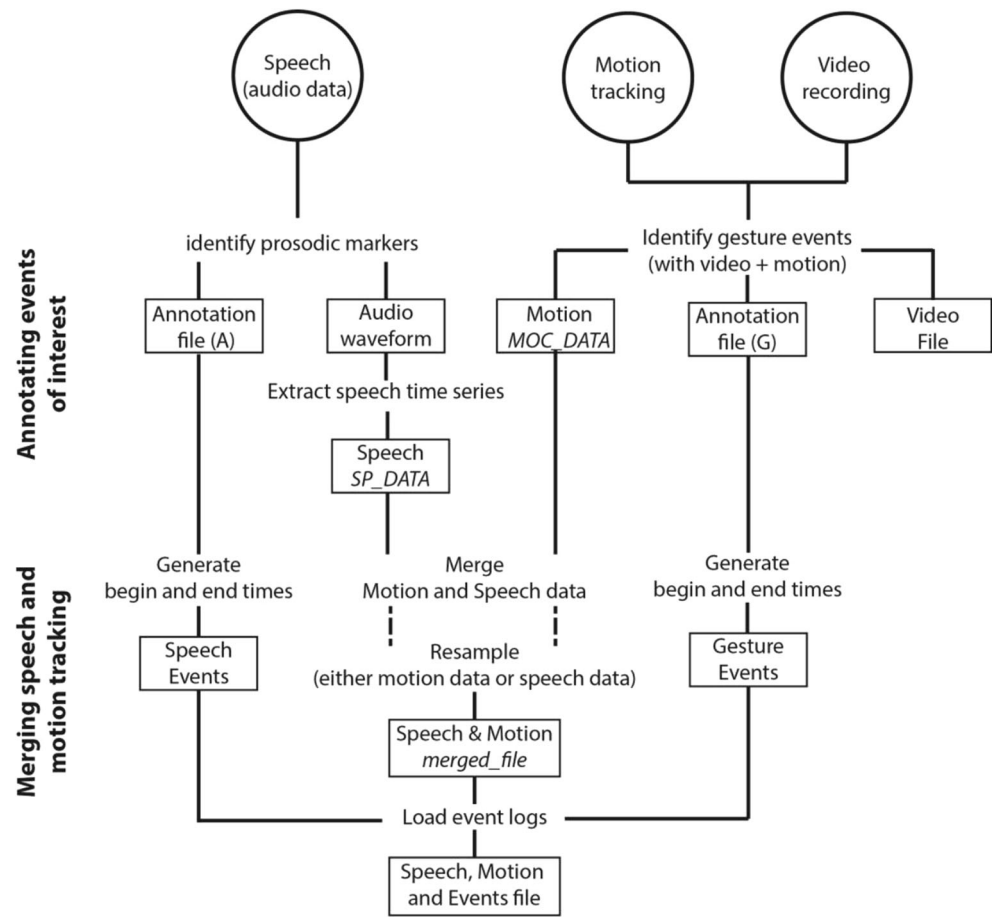 Speech
(audio data)
Motion
tracking
Video
recording
Annotating events
of interest
identify prosodic markers
Identify gesture events
(with video + motion)
Annotation
file (A)
Audio
waveform
Motion
MOC_DATA
Annotation
file (G)
Video
File
Extract speech time series
Speech
SP_DATA
Merging speech and
motion tracking
Generate
begin and end times
Merge
Motion and Speech data
Generate
begin and end times
Speech
Events
Resample
(either motion data or speech data)
Gesture
Events
Speech & Motion
merged_file
Load event logs
Speech, Motion
and Events file